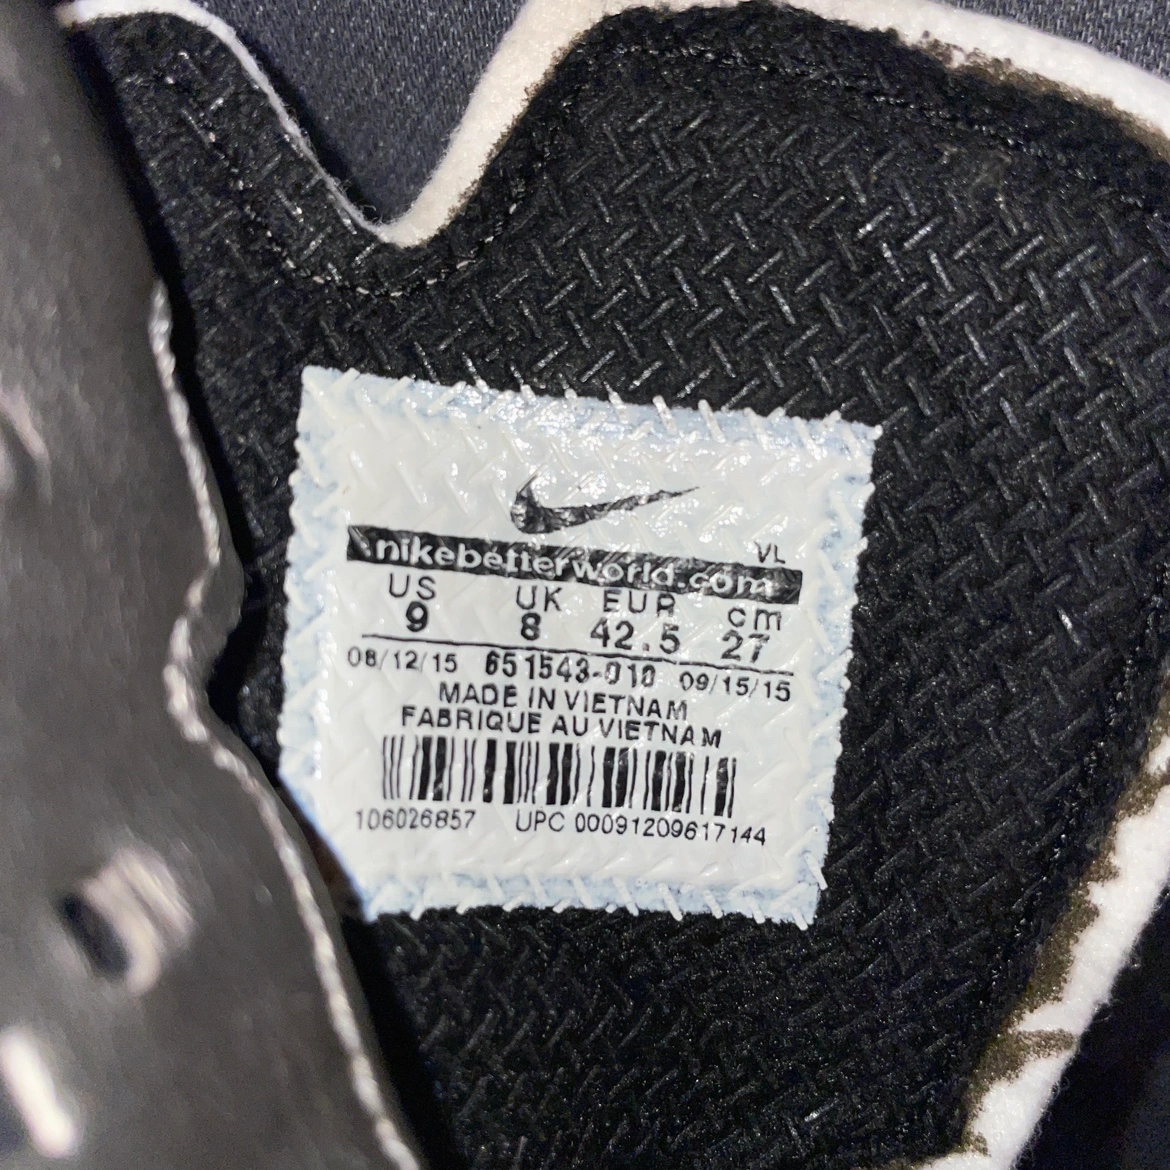 VL
nikebetterworld.com
US UK EUR cm
9 8 42.5 27
08/12/15 651543-010 09/15/15
MADE IN VIETNAM
FABRIQUE AU VIETNAM
106026857 UPC 00091209617144